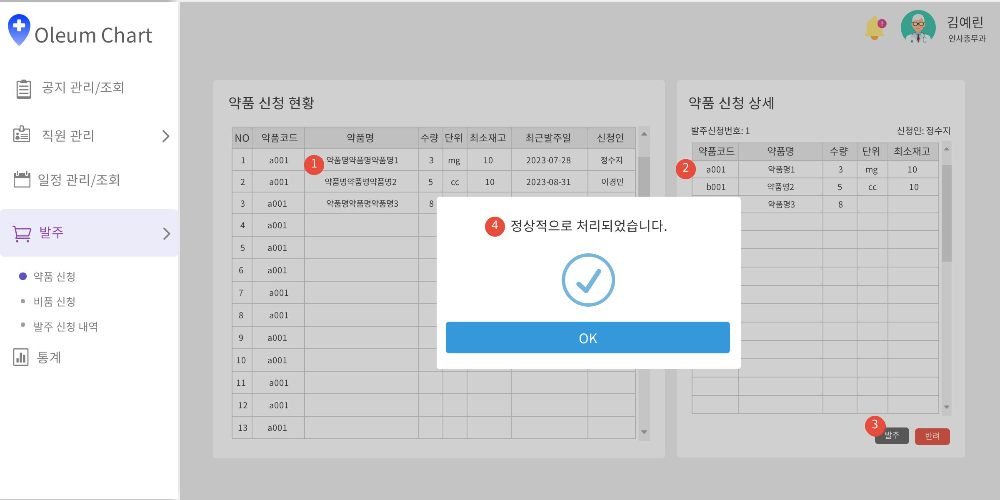 Oleum Chart
공지 관리/조회
직원 관리
일정 관리/조회
발주
약품 신청
비품 신청
발주 신청 내역
통계
!
김예린
인사총무과
약품 신청 현황
NO 약품코드 약품명 수량 단위 최소재고 최근발주일 신청인
1 a001 약품명약품명약품명1 3 mg 10 2023-07-28 정수지
1
2 a001 약품명약품명약품명2 5 cc 10 2023-08-31 이경민
3 a001 약품명약품명약품명3 8
4 a001
5 a001
6 a001
7 a001
8 a001
9 a001
10 a001
11 a001
12 a001
13 a001
4 정상적으로 처리되었습니다.
OK
약품 신청 상세
발주신청번호: 1 신청인: 정수지
약품코드 약품명 수량 단위 최소재고
2 a001 약품명1 3 mg 10
b001 약품명2 5 cc 10
약품명3 8
3
발주 반려